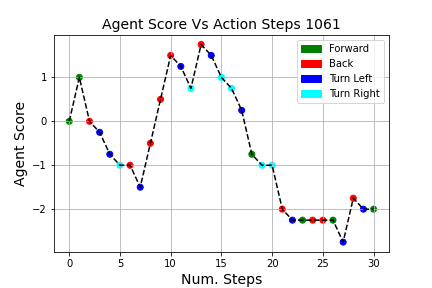 Agent Score Vs Action Steps 1061
Forward
Back
Turn Left
Turn Right
Agent Score
1
0
−1
−2
0 5 10 15 20 25 30
Num. Steps